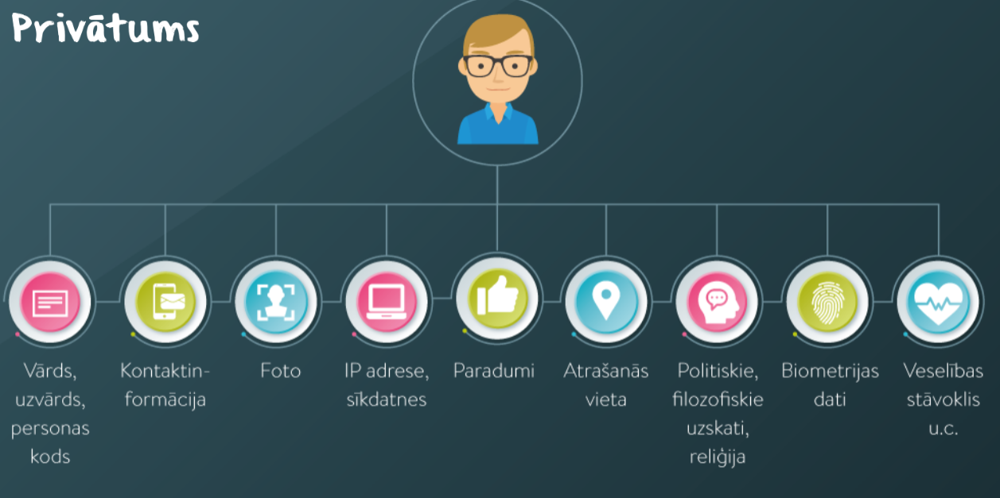 Privātums
Vārds,
uzvārds,
personas
kods
Kontaktin-
formācija
Foto
IP adrese,
sīkdatnes
Paradumi
Atrašanās
vieta
Politiskie,
filozofiskie
uzskati,
reliģija
Biometrijas
dati
Veselības
stāvoklis
u.c.